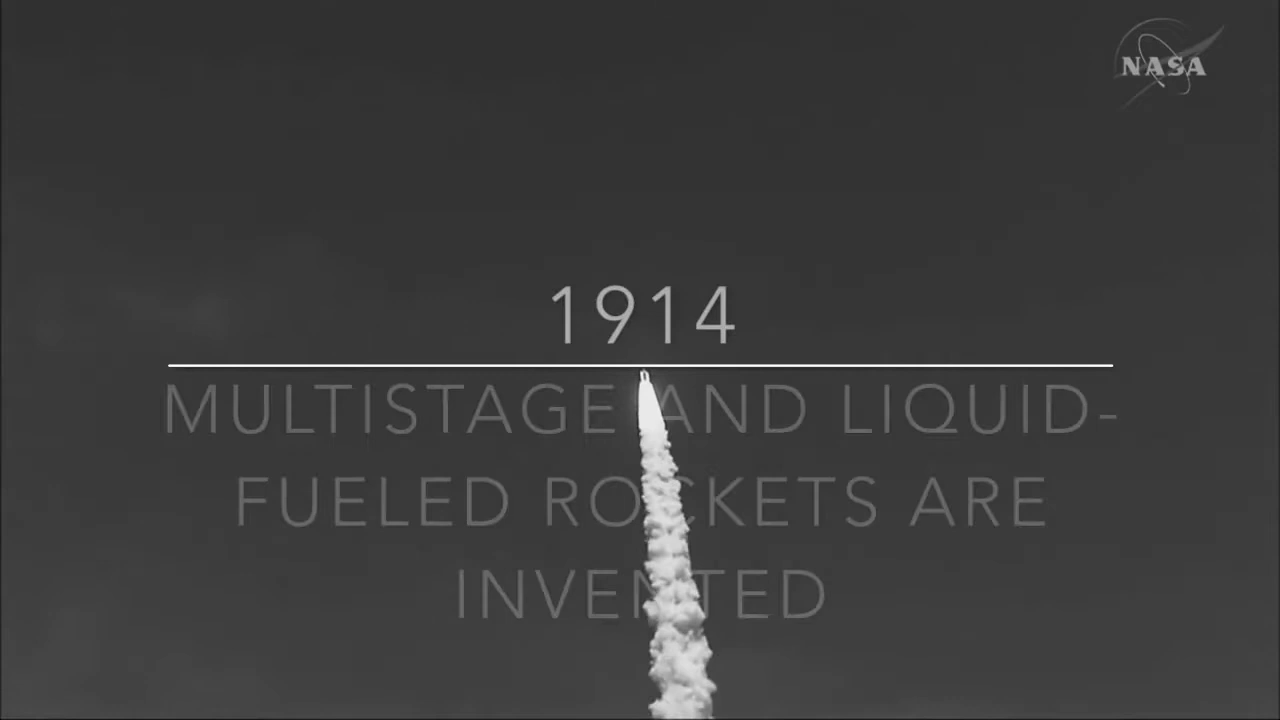 NASA
1914
MULTISTAGE AND LIQUID-
FUELED ROCKETS ARE
INVENTED